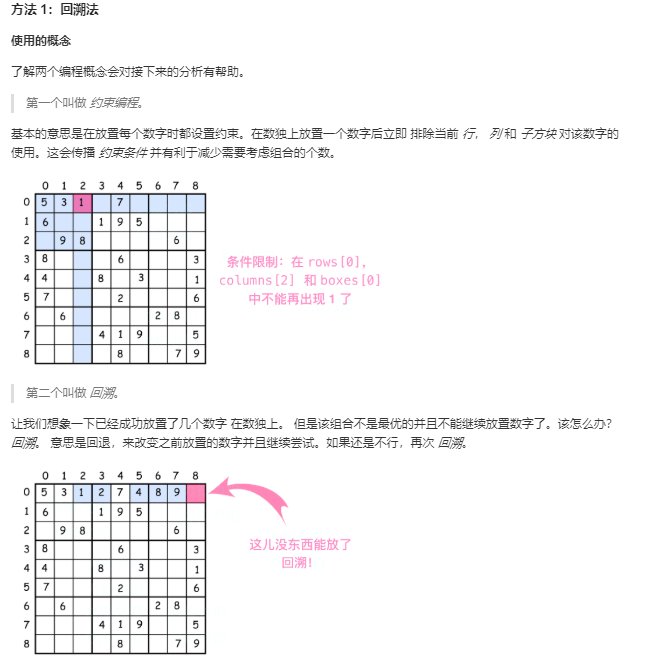 方法 1：回溯法
使用的概念
了解两个编程概念会对接下来的分析有帮助。
第一个叫做 约束编程。
基本的意思是在放置每个数字时都设置约束。在数独上放置一个数字后立即 排除当前 行， 列 和 子方块 对该数字的
使用。这会传播 约束条件 并有利于减少需要考虑组合的个数。
0 1 2 3 4 5 6 7 8
0 5 3 1 7
1 6 1 9 5
2 9 8 6
3 8 6 3
4 4 8 3 1
5 7 2 6
6 6 2 8
7 4 1 9 5
8 8 7 9
条件限制：在 rows[0],
columns[2] 和 boxes[0]
中不能再出现 1 了
第二个叫做 回溯。
让我们想象一下已经成功放置了几个数字 在数独上。 但是该组合不是最优的并且不能继续放置数字了。该怎么办？
回溯。 意思是回退，来改变之前放置的数字并且继续尝试。如果还是不行，再次 回溯。
0 1 2 3 4 5 6 7 8
0 5 3 1 2 7 4 8 9
1 6 1 9 5
2 9 8 6
3 8 6 3
4 4 8 3 1
5 7 2 6
6 6 2 8
7 4 1 9 5
8 8 7 9
这儿没东西能放了
回溯！